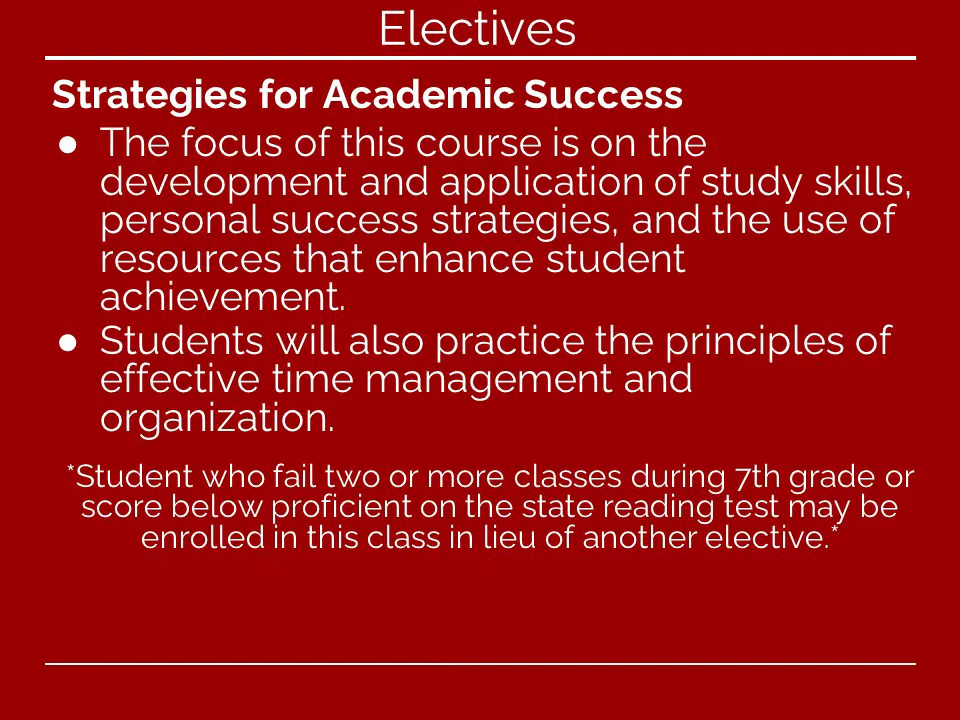 Electives
Strategies for Academic Success
● The focus of this course is on the
development and application of study skills,
personal success strategies, and the use of
resources that enhance student
achievement.
● Students will also practice the principles of
effective time management and
organization.
*Student who fail two or more classes during 7th grade or
score below proficient on the state reading test may be
enrolled in this class in lieu of another elective.*